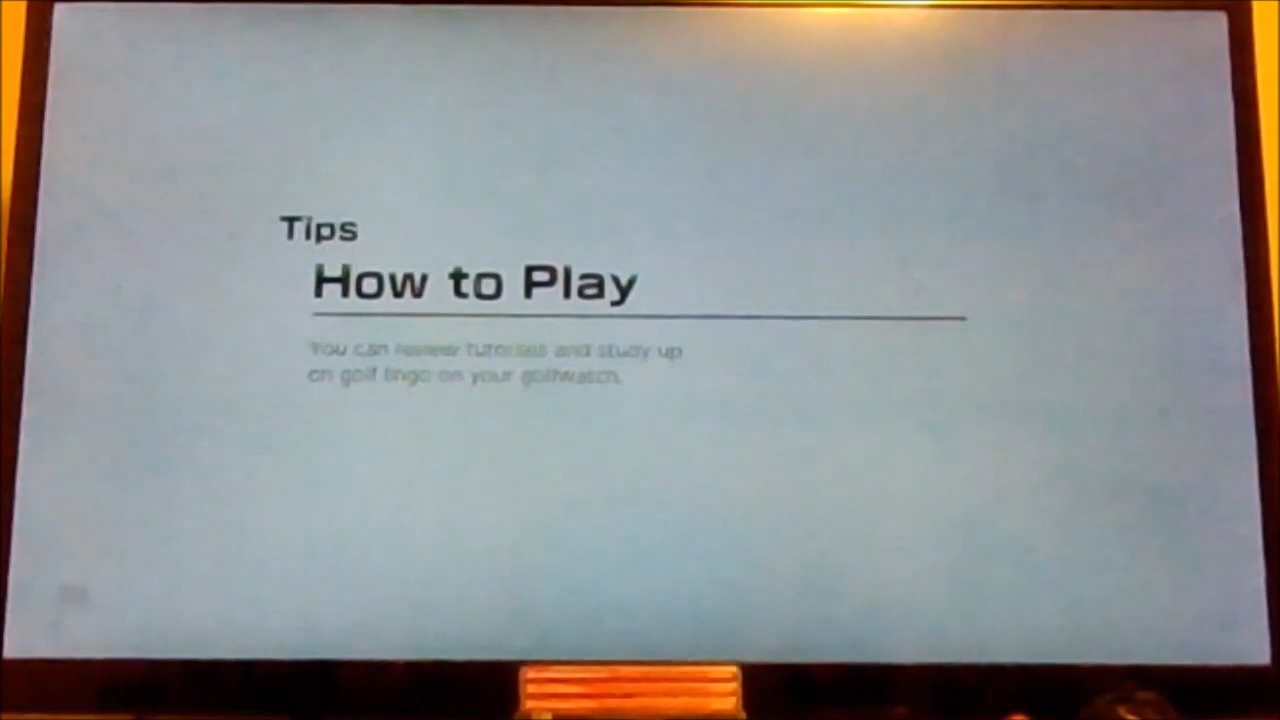 Tips
How to Play
You can review tutorials and study up
on golf lingo on your golfwatch.